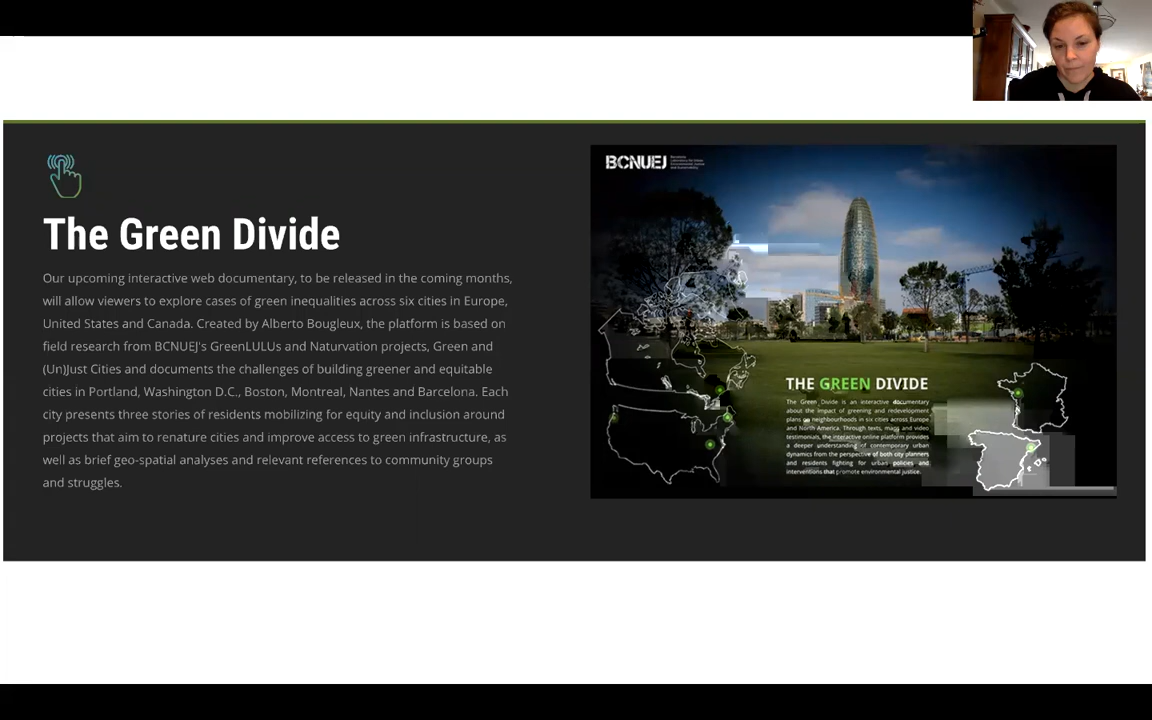 The Green Divide
Our upcoming interactive web documentary, to be released in the coming months,
will allow viewers to explore cases of green inequalities across six cities in Europe,
United States and Canada. Created by Alberto Bougleux, the platform is based on
field research from BCNUEJ's GreenLULUs and Naturvation projects, Green and
(Un)Just Cities and documents the challenges of building greener and equitable
cities in Portland, Washington D.C., Boston, Montreal, Nantes and Barcelona. Each
city presents three stories of residents mobilizing for equity and inclusion around
projects that aim to renature cities and improve access to green infrastructure, as
well as brief geo-spatial analyses and relevant references to community groups
and struggles.
BCNUEJ
THE GREEN DIVIDE
The Green Divide is an interactive documentary
about the impact of greening and redevelopment
plans on neighbourhoods in six cities across Europe
and North America. Through texts, maps and video
testimonials, the interactive online platform provides
a deeper understanding of contemporary urban
dynamics from the perspective of both city planners
and residents fighting for urban policies and
interventions that promote environmental justice.